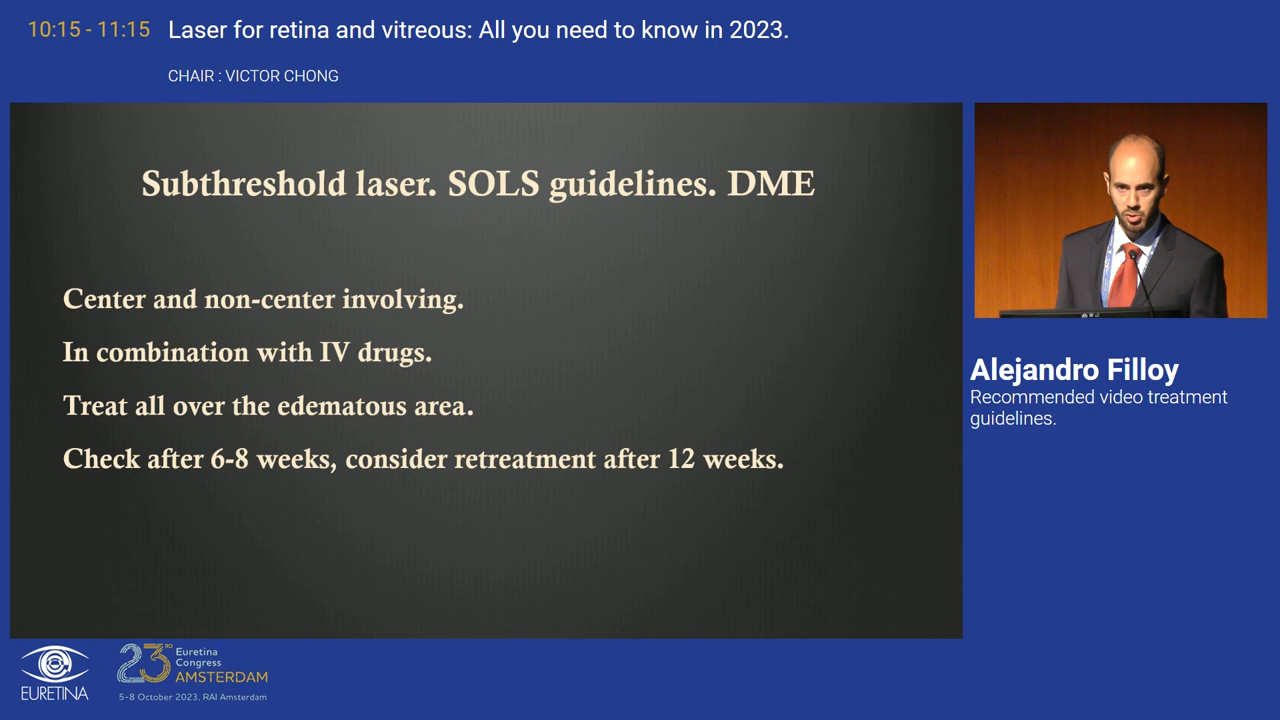 10:15 - 11:15 Laser for retina and vitreous: All you need to know in 2023.
CHAIR : VICTOR CHONG
Subthreshold laser. SOLS guidelines. DME
Center and non-center involving.
In combination with IV drugs.
Treat all over the edematous area.
Check after 6-8 weeks, consider retreatment after 12 weeks.
Alejandro Filloy
Recommended video treatment
guidelines.
EURETINA
23RD
Euretina
Congress
AMSTERDAM
5-8 October 2023, RAI Amsterdam